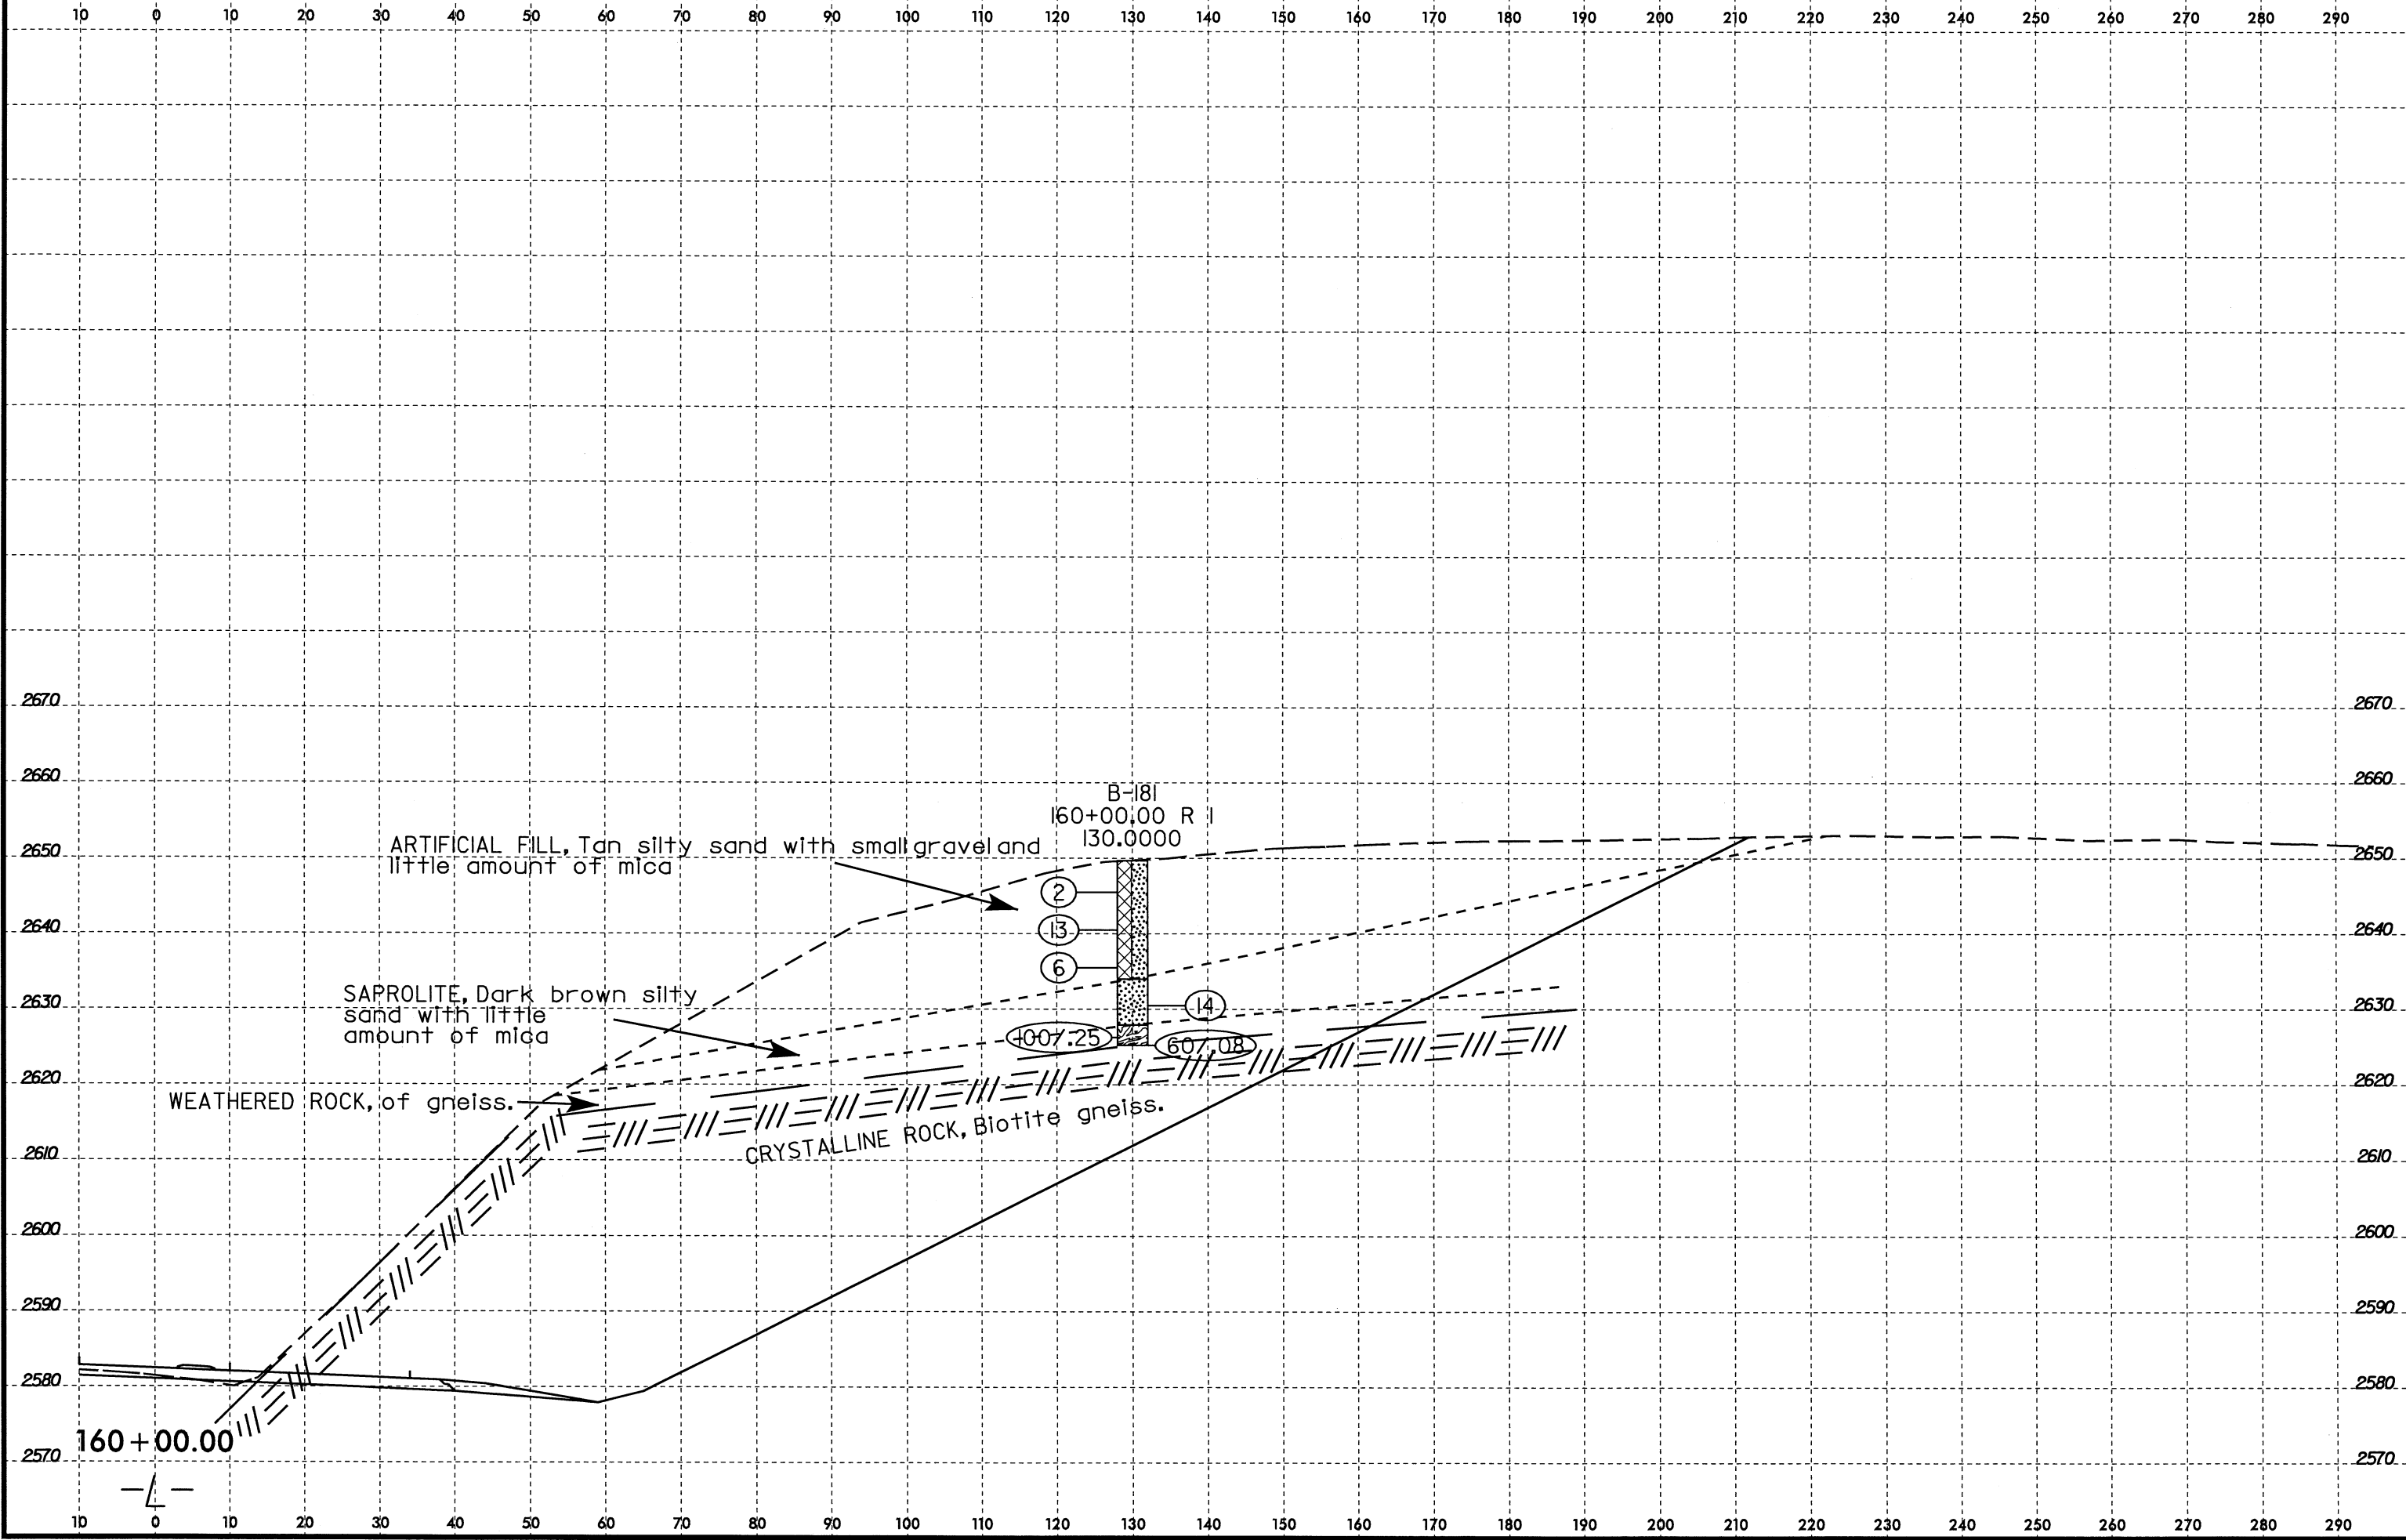 10 0 10 20 30 40 50 60 70 80 90 100 110 120 130 140 150 160 170 180 190 200 210 220 230 240 250 260 270 280 290
2670 2670
2660 2660
B-181
160+00.00 R 1
130.0000
ARTIFICIAL FILL, Tan silty sand with small gravel and
little amount of mica
2650 2650
2
13
2640 2640
6
SAPROLITE, Dark brown silty
sand with little
amount of mica
2630 2630
14
100/.25
60/.08
2620 2620
WEATHERED ROCK, of gneiss.
CRYSTALLINE ROCK, Biotite gneiss.
2610 2610
2600 2600
2590 2590
2580 2580
160+00.00
2570 2570
-L-
10 0 10 20 30 40 50 60 70 80 90 100 110 120 130 140 150 160 170 180 190 200 210 220 230 240 250 260 270 280 290